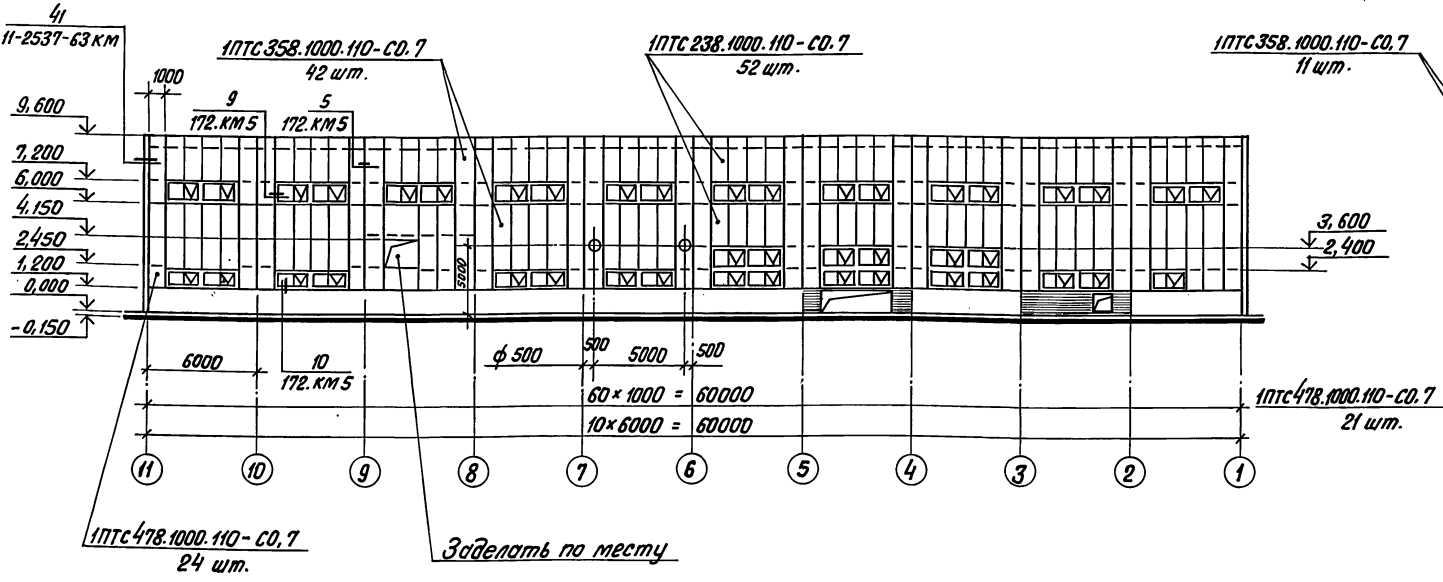 41
11-2537-63 КМ
1ПТС 358.1000.110-СО.7
42 шт.
1ПТС 238.1000.110-СО.7
52 шт.
1ПТС 358.1000.110-СО,7
11 шт.
1000
9
172.КМ5
5
172.КМ5
9,600
7,200
6,000
4,150
2,450
1,200
0,000
-0,150
3,600
2,400
5000
6000
10
172.КМ5
ф 500
500
5000
500
60×1000 = 60000
10×6000 = 60000
1ПТС478.1000.110-СО.7
21 шт.
11
10
9
8
7
6
5
4
3
2
1
1ПТС478.1000.110-СО,7
24 шт.
Заделать по месту